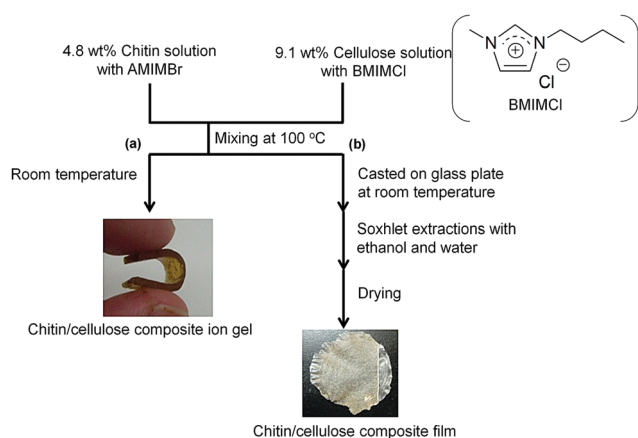 4.8 wt% Chitin solution
with AMIMBr
9.1 wt% Cellulose solution
with BMIMCl
N
N
+
Cl ⊖
BMIMCl
(a)
Mixing at 100 °C
(b)
Room temperature
Casted on glass plate
at room temperature
Soxhlet extractions with
ethanol and water
Drying
Chitin/cellulose composite ion gel
Chitin/cellulose composite film